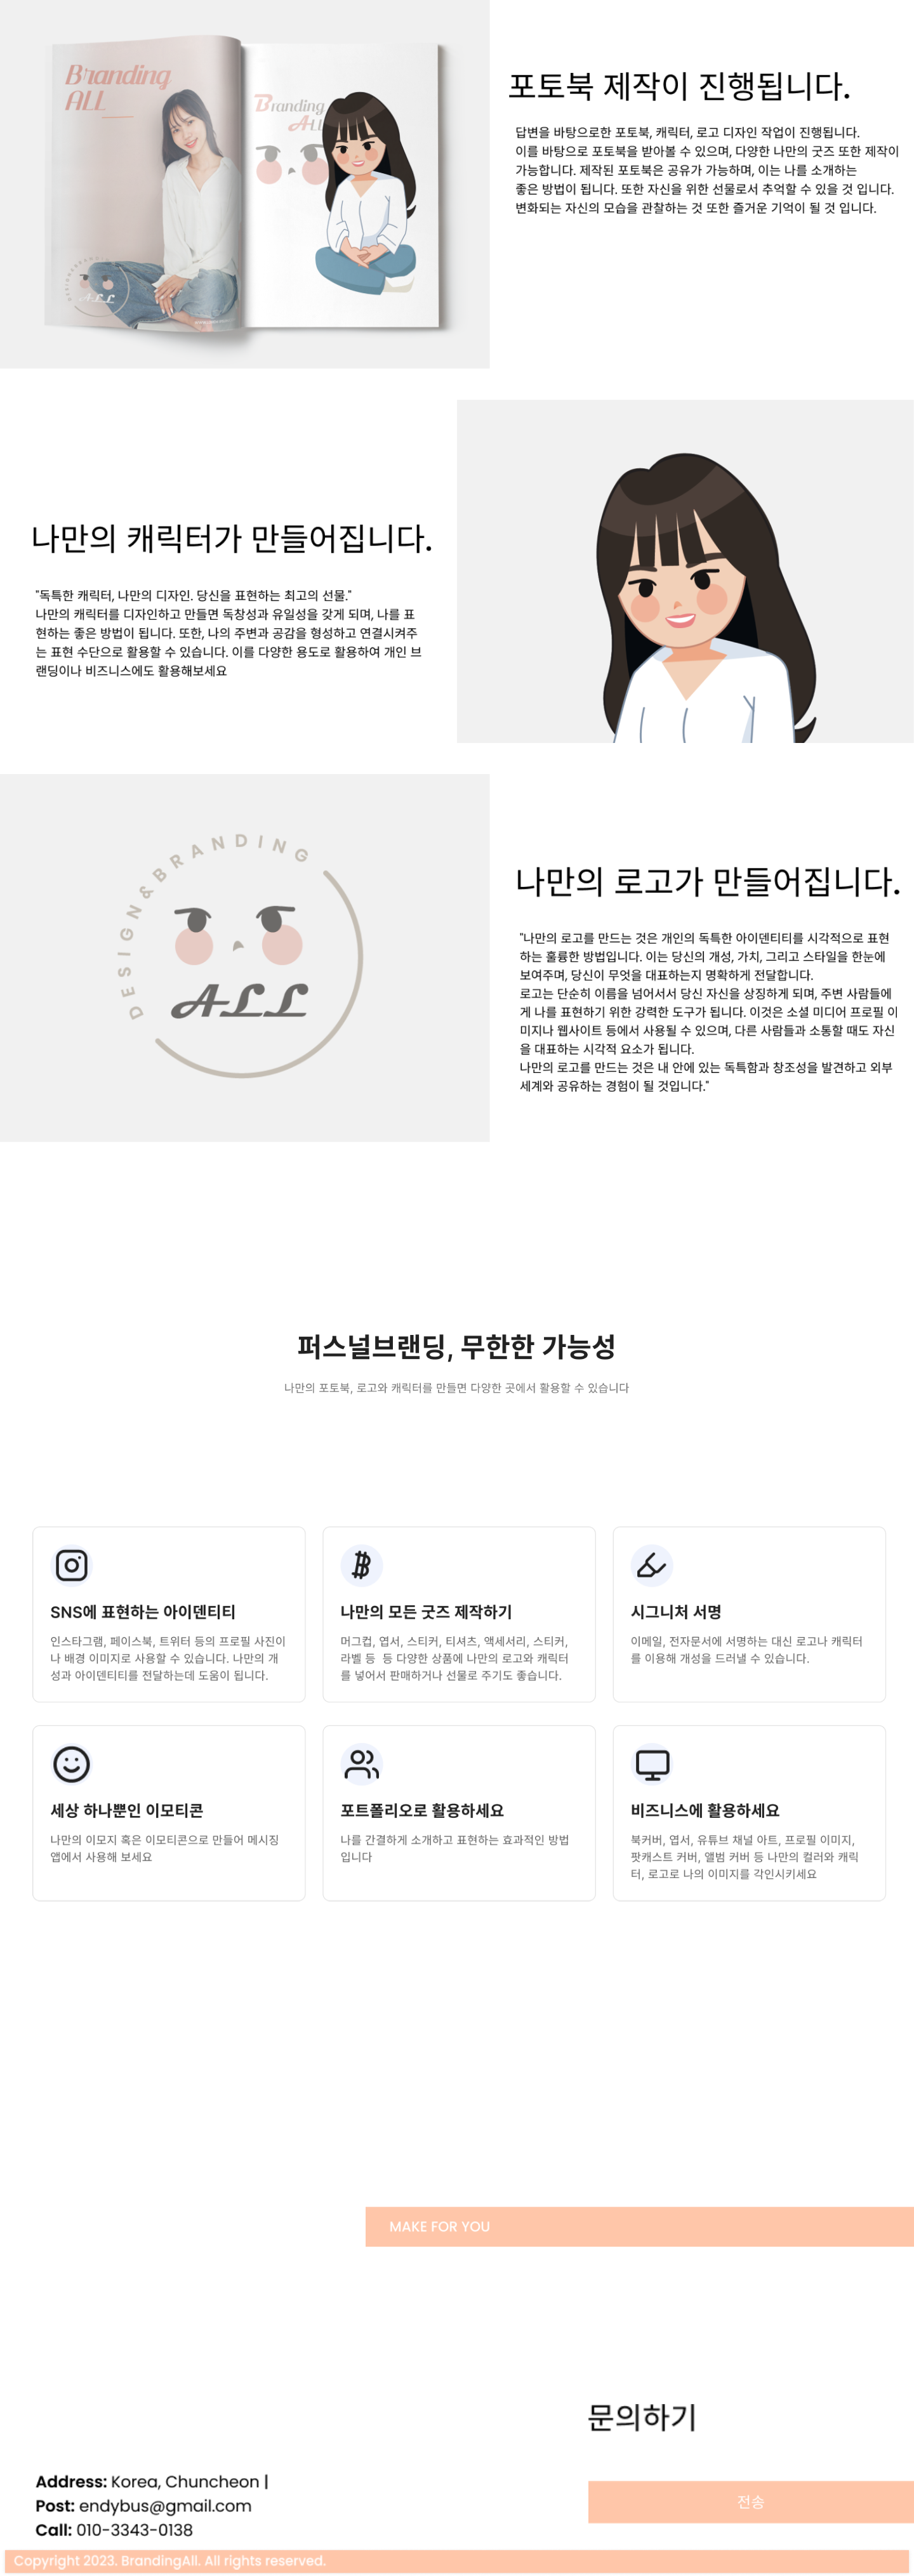 Branding
ALL
Branding
ALL
ALL
포토북 제작이 진행됩니다.
답변을 바탕으로한 포토북, 캐릭터, 로고 디자인 작업이 진행됩니다.
이를 바탕으로 포토북을 받아볼 수 있으며, 다양한 나만의 굿즈 또한 제작이
가능합니다. 제작된 포토북은 공유가 가능하며, 이는 나를 소개하는
좋은 방법이 됩니다. 또한 자신을 위한 선물로서 추억할 수 있을 것 입니다.
변화되는 자신의 모습을 관찰하는 것 또한 즐거운 기억이 될 것 입니다.
나만의 캐릭터가 만들어집니다.
"독특한 캐릭터, 나만의 디자인. 당신을 표현하는 최고의 선물."
나만의 캐릭터를 디자인하고 만들면 독창성과 유일성을 갖게 되며, 나를 표
현하는 좋은 방법이 됩니다. 또한, 나의 주변과 공감을 형성하고 연결시켜주
는 표현 수단으로 활용할 수 있습니다. 이를 다양한 용도로 활용하여 개인 브
랜딩이나 비즈니스에도 활용해보세요
DESIGN&BRANDING
ALL
나만의 로고가 만들어집니다.
"나만의 로고를 만드는 것은 개인의 독특한 아이덴티티를 시각적으로 표현
하는 훌륭한 방법입니다. 이는 당신의 개성, 가치, 그리고 스타일을 한눈에
보여주며, 당신이 무엇을 대표하는지 명확하게 전달합니다.
로고는 단순히 이름을 넘어서서 당신 자신을 상징하게 되며, 주변 사람들에
게 나를 표현하기 위한 강력한 도구가 됩니다. 이것은 소셜 미디어 프로필 이
미지나 웹사이트 등에서 사용될 수 있으며, 다른 사람들과 소통할 때도 자신
을 대표하는 시각적 요소가 됩니다.
나만의 로고를 만드는 것은 내 안에 있는 독특함과 창조성을 발견하고 외부
세계와 공유하는 경험이 될 것입니다."
퍼스널브랜딩, 무한한 가능성
나만의 포토북, 로고와 캐릭터를 만들면 다양한 곳에서 활용할 수 있습니다
SNS에 표현하는 아이덴티티
인스타그램, 페이스북, 트위터 등의 프로필 사진이
나 배경 이미지로 사용할 수 있습니다. 나만의 개
성과 아이덴티티를 전달하는데 도움이 됩니다.
나만의 모든 굿즈 제작하기
머그컵, 엽서, 스티커, 티셔츠, 액세서리, 스티커,
라벨 등 등 다양한 상품에 나만의 로고와 캐릭터
를 넣어서 판매하거나 선물로 주기도 좋습니다.
시그니처 서명
이메일, 전자문서에 서명하는 대신 로고나 캐릭터
를 이용해 개성을 드러낼 수 있습니다.
세상 하나뿐인 이모티콘
나만의 이모지 혹은 이모티콘으로 만들어 메시징
앱에서 사용해 보세요
포트폴리오로 활용하세요
나를 간결하게 소개하고 표현하는 효과적인 방법
입니다
비즈니스에 활용하세요
북커버, 엽서, 유튜브 채널 아트, 프로필 이미지,
팟캐스트 커버, 앨범 커버 등 나만의 컬러와 캐릭
터, 로고로 나의 이미지를 각인시키세요
MAKE FOR YOU
문의하기
전송
Address: Korea, Chuncheon |
Post: endybus@gmail.com
Call: 010-3343-0138
Copyright 2023. BrandingAll. All rights reserved.